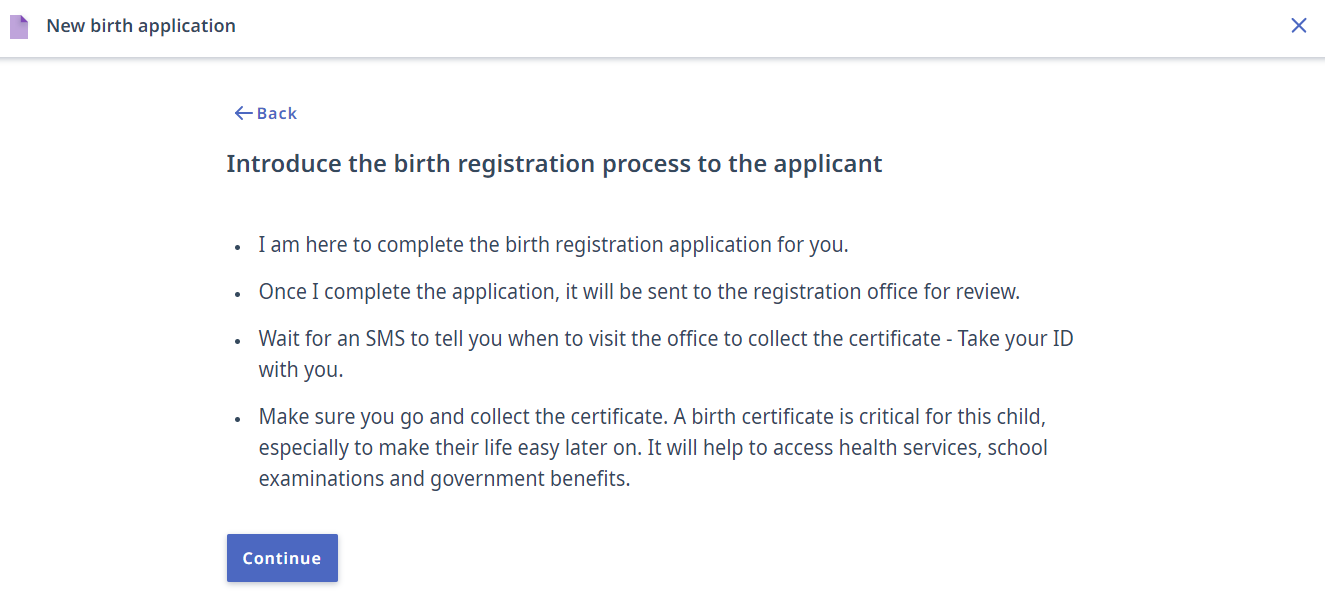 New birth application
Back
Introduce the birth registration process to the applicant
I am here to complete the birth registration application for you.
Once I complete the application, it will be sent to the registration office for review.
Wait for an SMS to tell you when to visit the office to collect the certificate - Take your ID
with you.
Make sure you go and collect the certificate. A birth certificate is critical for this child,
especially to make their life easy later on. It will help to access health services, school
examinations and government benefits.
Continue